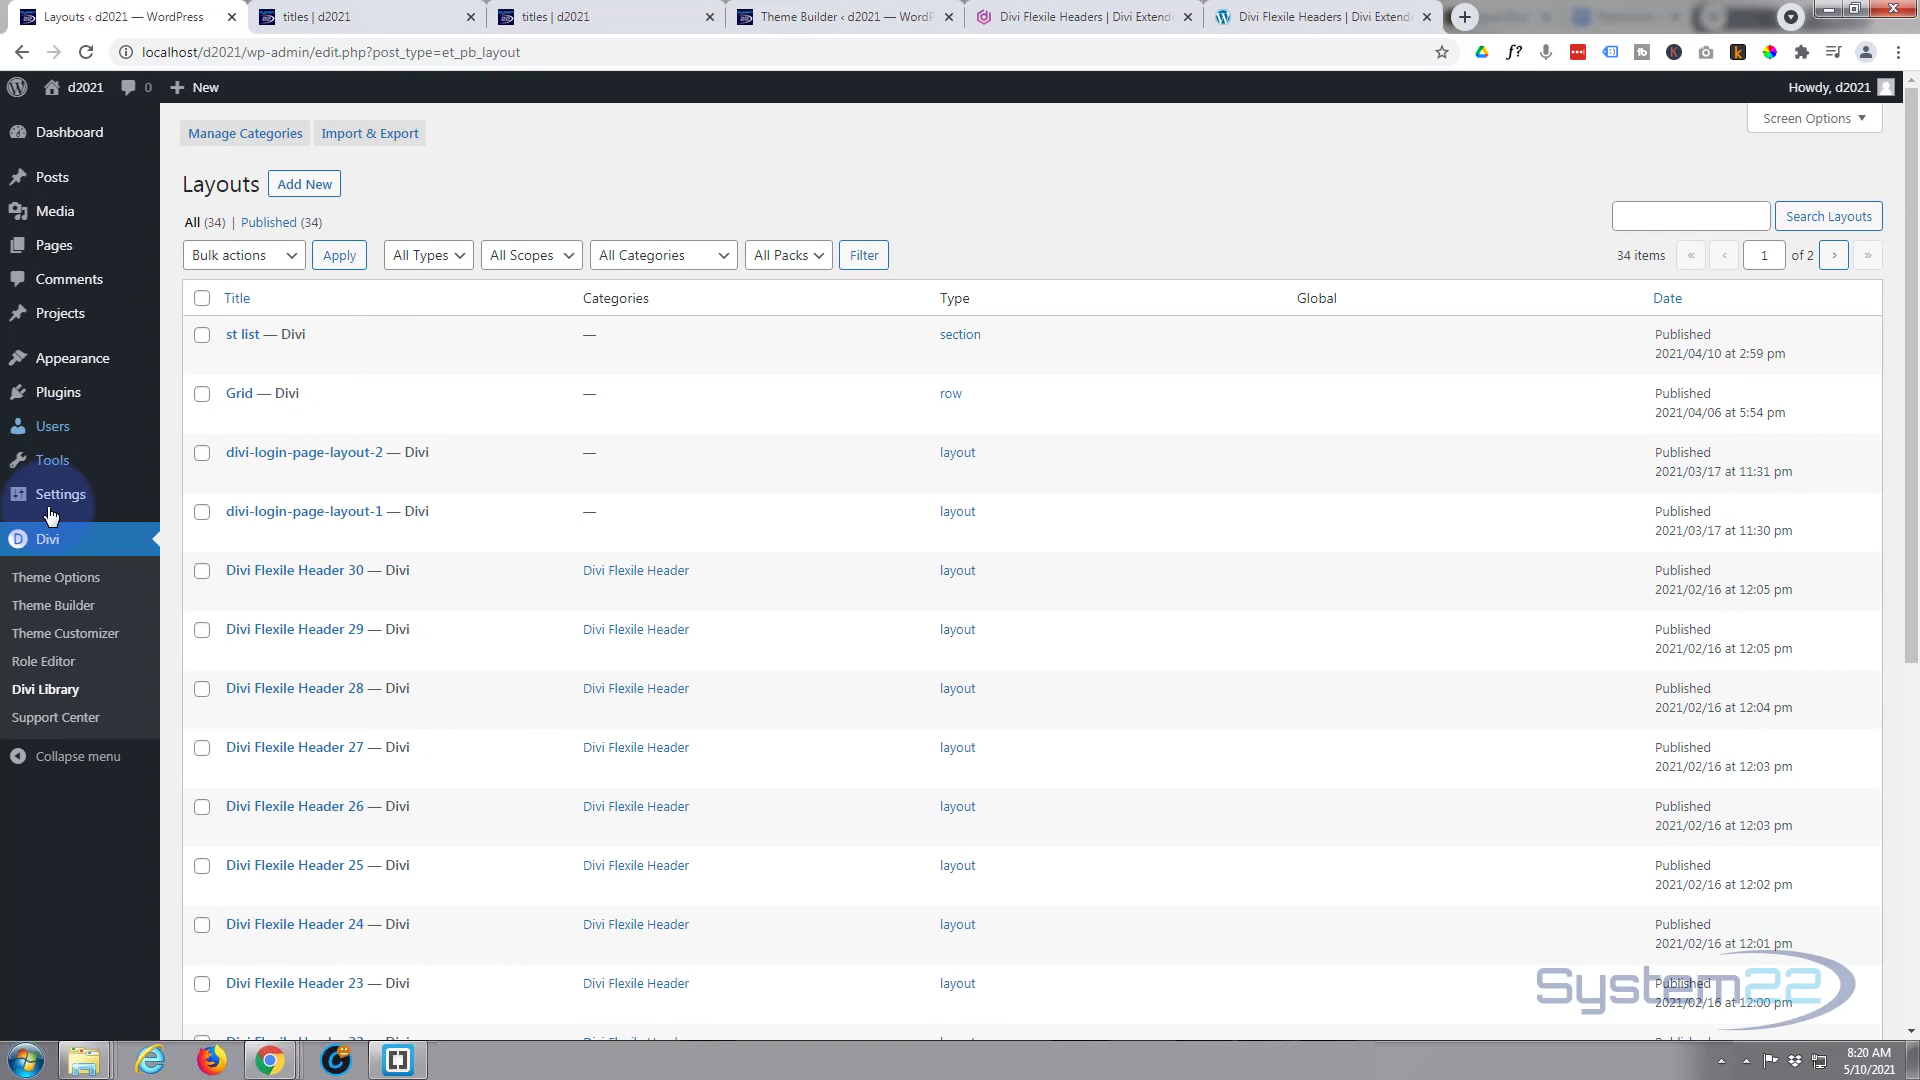 Layouts ‹ d2021 — WordPress
titles | d2021
titles | d2021
Theme Builder ‹ d2021 — WordP
Divi Flexile Headers | Divi Extend
Divi Flexile Headers | Divi Extend
localhost/d2021/wp-admin/edit.php?post_type=et_pb_layout
d2021
0
New
Howdy, d2021
Dashboard
Posts
Media
Pages
Comments
Projects
Appearance
Plugins
Users
Tools
Settings
Divi
Theme Options
Theme Builder
Theme Customizer
Role Editor
Divi Library
Support Center
Collapse menu
Manage Categories
Import & Export
Screen Options
Layouts
Add New
All (34) | Published (34)
Search Layouts
Bulk actions
Apply
All Types
All Scopes
All Categories
All Packs
Filter
34 items « ‹ 1 of 2 › »
Title Categories Type Global Date
st list — Divi — section Published
2021/04/10 at 2:59 pm
Grid — Divi — row Published
2021/04/06 at 5:54 pm
divi-login-page-layout-2 — Divi — layout Published
2021/03/17 at 11:31 pm
divi-login-page-layout-1 — Divi — layout Published
2021/03/17 at 11:30 pm
Divi Flexile Header 30 — Divi Divi Flexile Header layout Published
2021/02/16 at 12:05 pm
Divi Flexile Header 29 — Divi Divi Flexile Header layout Published
2021/02/16 at 12:05 pm
Divi Flexile Header 28 — Divi Divi Flexile Header layout Published
2021/02/16 at 12:04 pm
Divi Flexile Header 27 — Divi Divi Flexile Header layout Published
2021/02/16 at 12:03 pm
Divi Flexile Header 26 — Divi Divi Flexile Header layout Published
2021/02/16 at 12:03 pm
Divi Flexile Header 25 — Divi Divi Flexile Header layout Published
2021/02/16 at 12:02 pm
Divi Flexile Header 24 — Divi Divi Flexile Header layout Published
2021/02/16 at 12:01 pm
Divi Flexile Header 23 — Divi Divi Flexile Header layout Published
2021/02/16 at 12:00 pm
System22
8:20 AM
5/10/2021